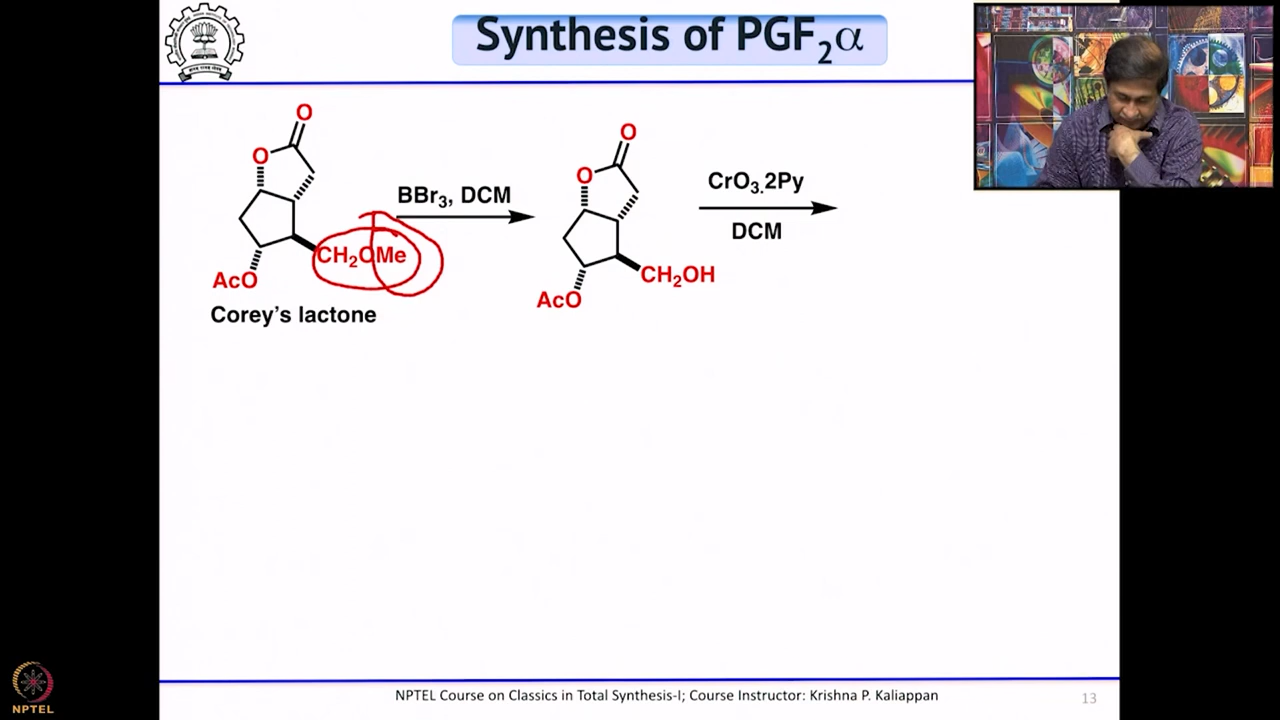 Synthesis of PGF₂α
O
O
AcO
CH₂OMe
Corey's lactone
BBr₃, DCM
O
O
AcO
CH₂OH
CrO₃.2Py
DCM
NPTEL
NPTEL Course on Classics in Total Synthesis-I; Course Instructor: Krishna P. Kaliappan
13